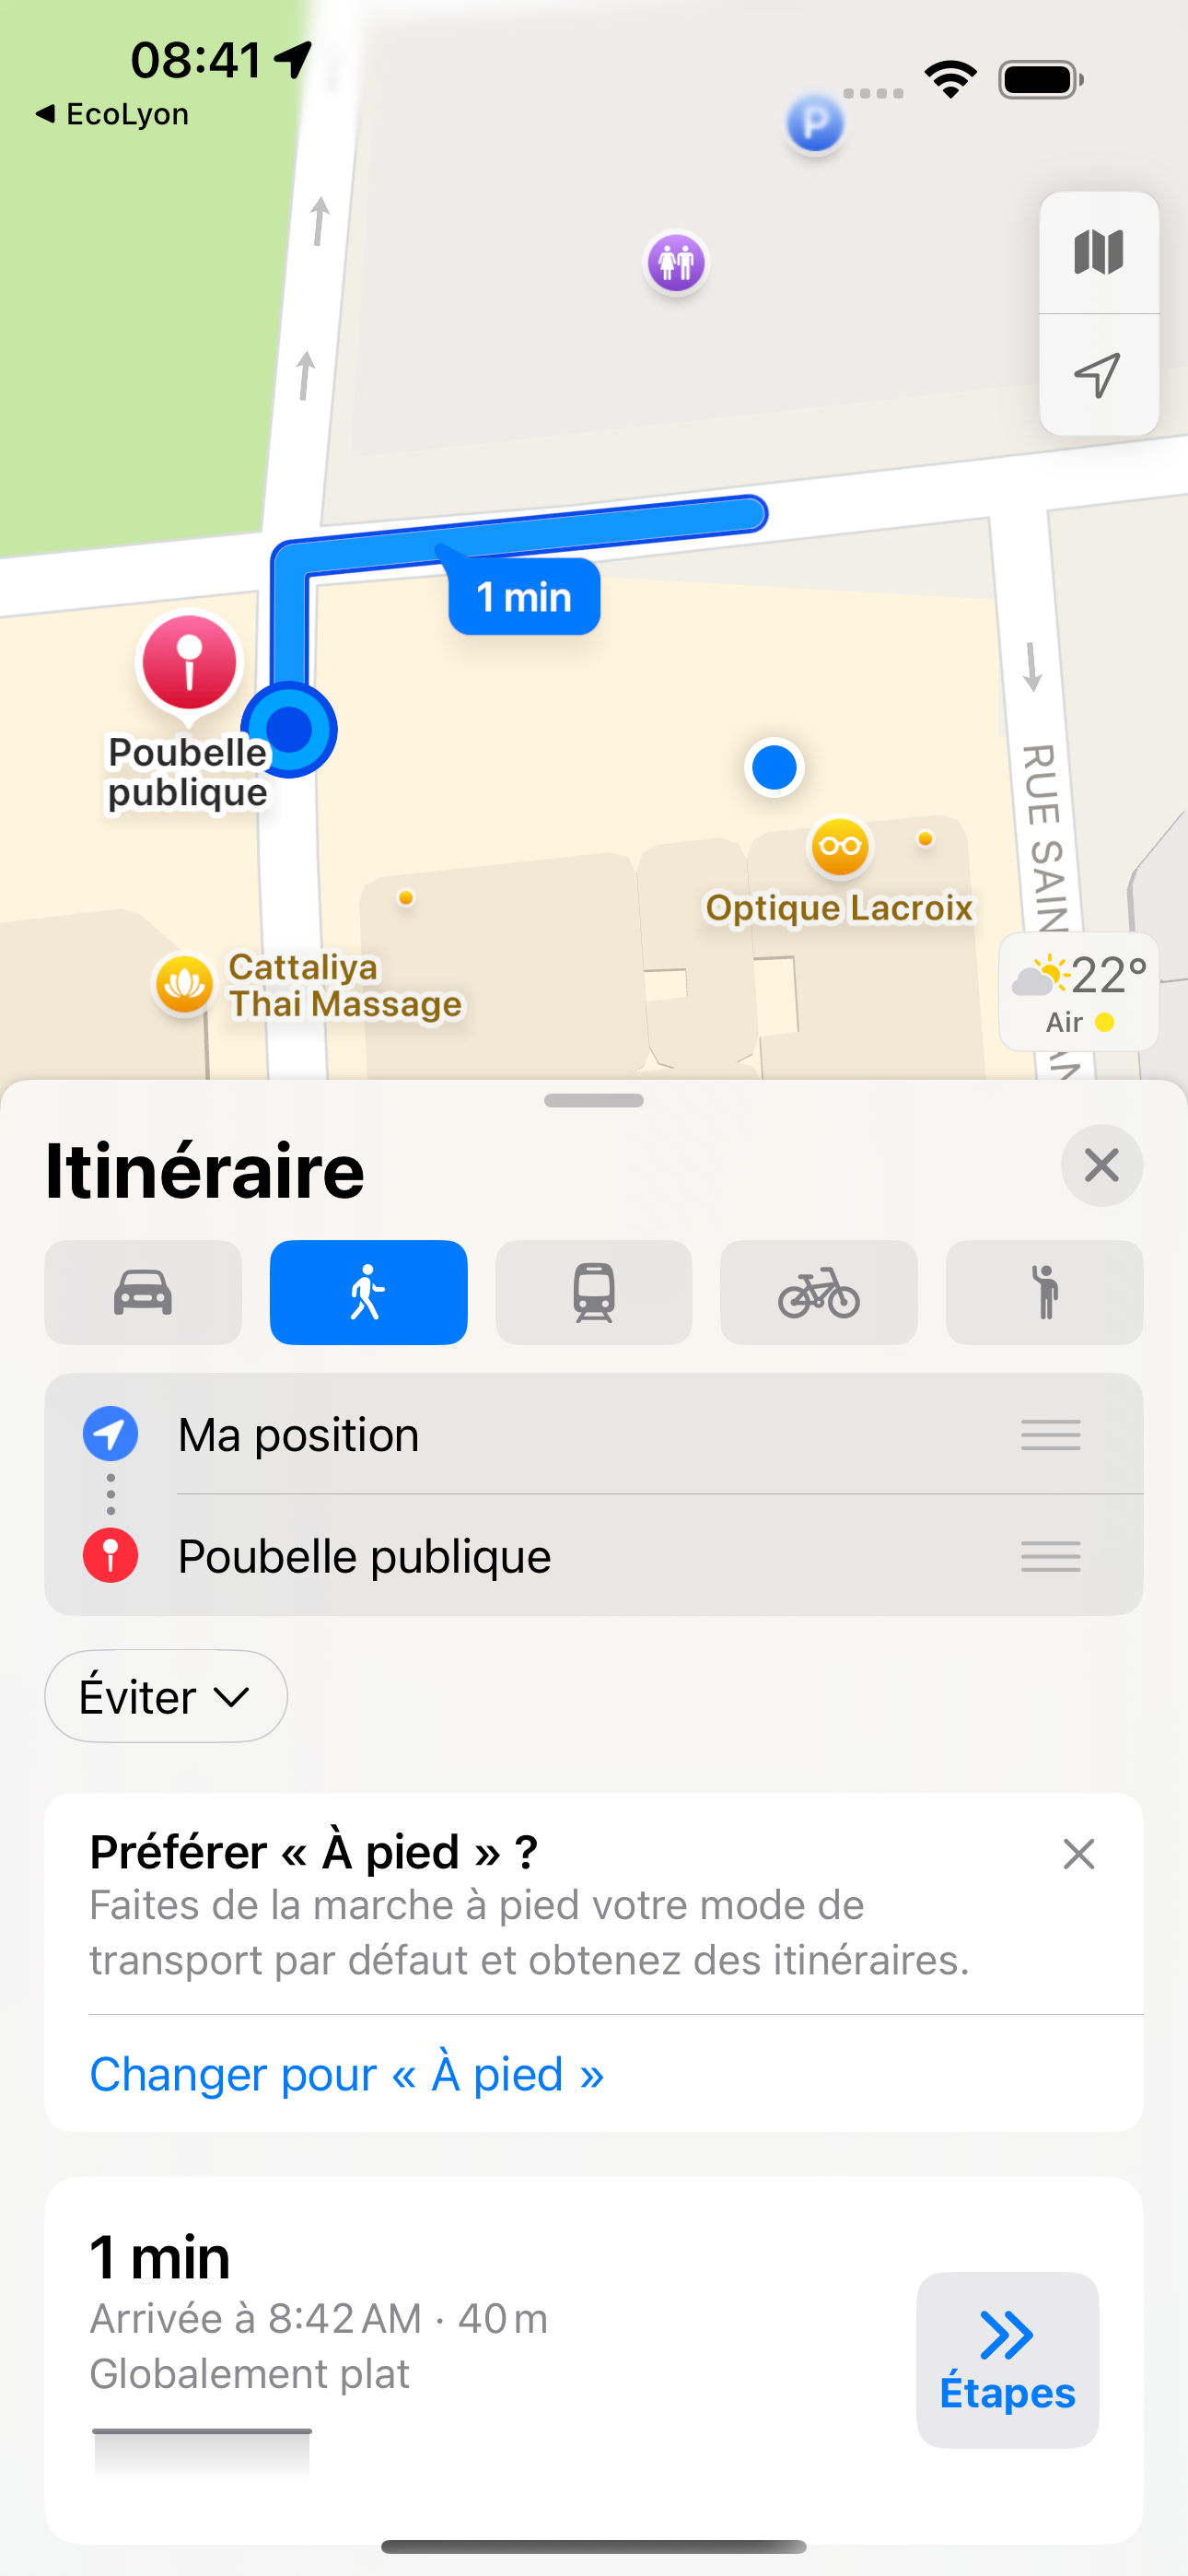 08:41
◀ EcoLyon
P
1 min
Poubelle
publique
RUE SAIN
Optique Lacroix
Cattaliya
Thai Massage
22°
Air
Itinéraire
Ma position
Poubelle publique
Éviter
Préférer « À pied » ?
Faites de la marche à pied votre mode de
transport par défaut et obtenez des itinéraires.
Changer pour « À pied »
1 min
Arrivée à 8:42 AM · 40 m
Globalement plat
Étapes